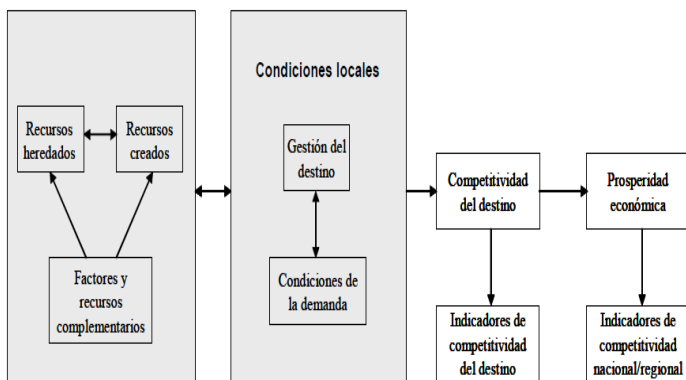 Recursos
heredados
Recursos
creados
Factores y
recursos
complementarios
Condiciones locales
Gestión del
destino
Condiciones de
la demanda
Competitividad
del destino
Prosperidad
económica
Indicadores de
competitividad
del destino
Indicadores de
competitividad
nacional/regional